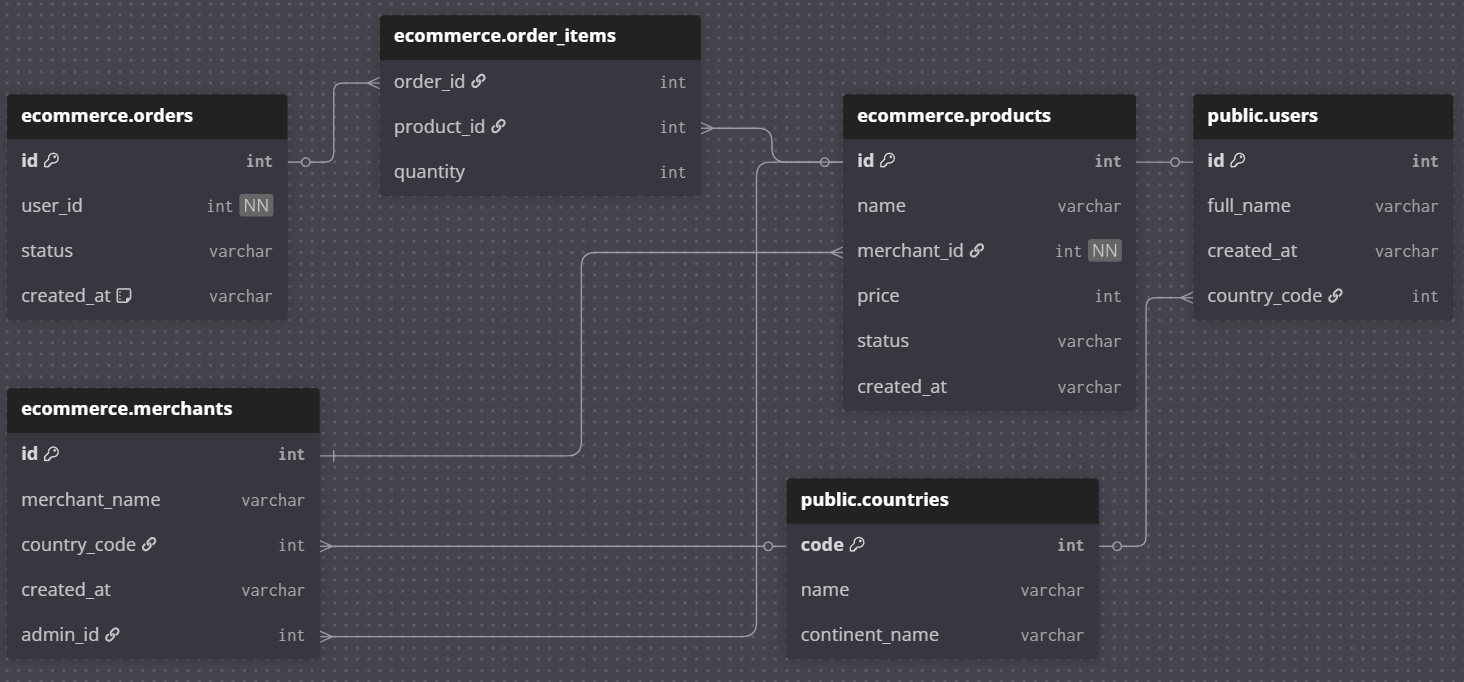 ecommerce.order_items
order_id int
product_id int
quantity int
ecommerce.orders
id int
user_id int NN
status varchar
created_at varchar
ecommerce.products
id int
name varchar
merchant_id int NN
price int
status varchar
created_at varchar
public.users
id int
full_name varchar
created_at varchar
country_code int
ecommerce.merchants
id int
merchant_name varchar
country_code int
created_at varchar
admin_id int
public.countries
code int
name varchar
continent_name varchar